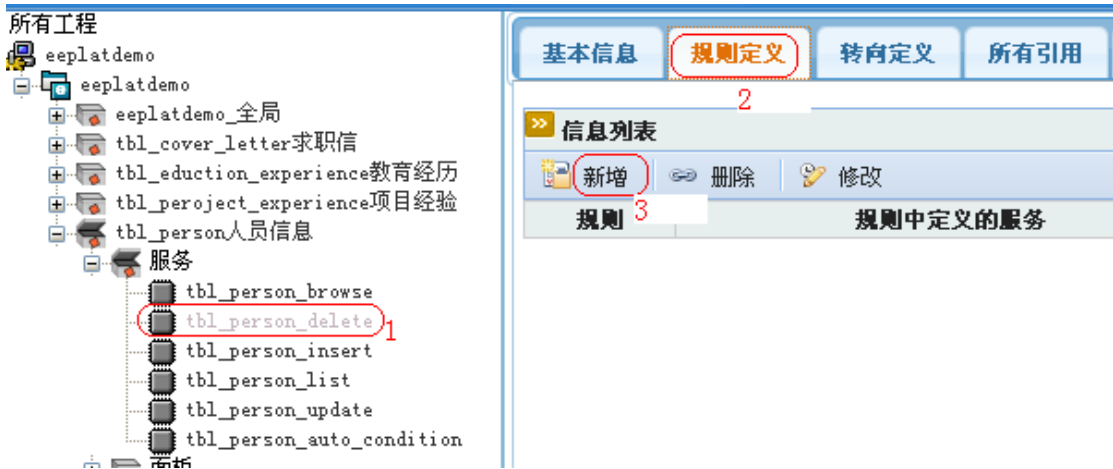 所有工程
eeplatdemo
eeplatdemo
eeplatdemo_全局
tbl_cover_letter求职信
tbl_eduction_experience教育经历
tbl_peroject_experience项目经验
tbl_person人员信息
服务
tbl_person_browse
tbl_person_delete 1
tbl_person_insert
tbl_person_list
tbl_person_update
tbl_person_auto_condition
面板
基本信息 规则定义 转向定义 所有引用
2
信息列表
新增 删除 修改
3
规则 规则中定义的服务